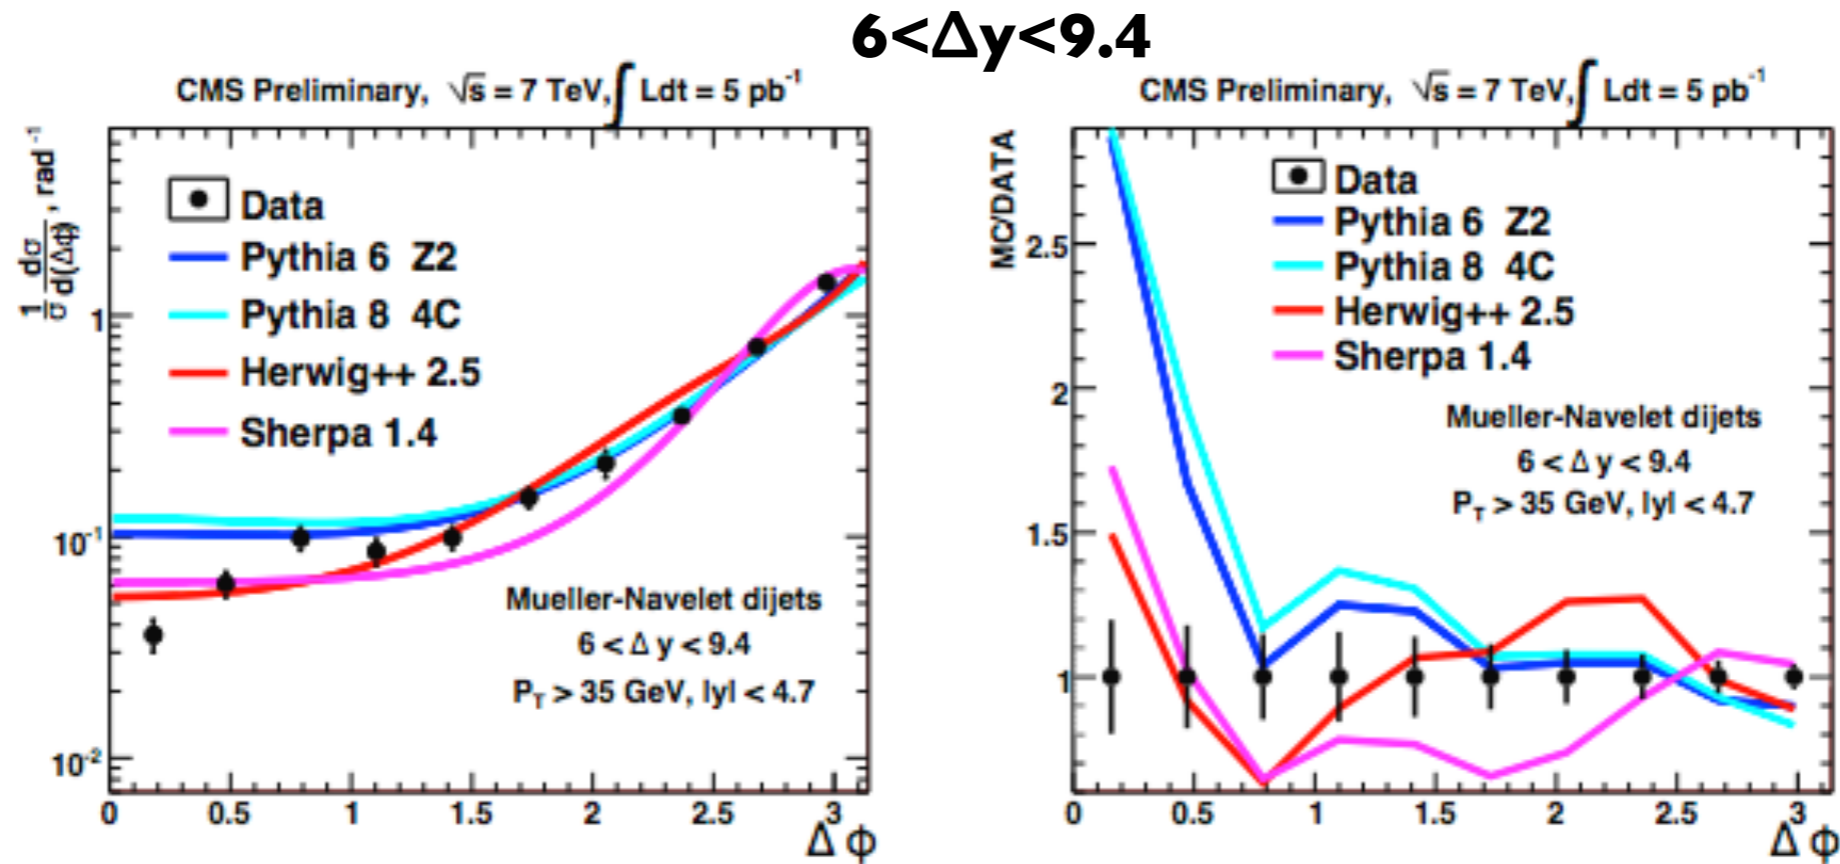 6<Δy<9.4
CMS Preliminary, √s = 7 TeV, ∫ Ldt = 5 pb⁻¹
1/σ dσ/d(Δϕ), rad⁻¹
Data
Pythia 6 Z2
Pythia 8 4C
Herwig++ 2.5
Sherpa 1.4
Mueller-Navelet dijets
6 < Δ y < 9.4
P_T > 35 GeV, |y| < 4.7
1
10⁻¹
10⁻²
0 0.5 1 1.5 2 2.5 3
Δ ϕ
CMS Preliminary, √s = 7 TeV, ∫ Ldt = 5 pb⁻¹
MC/DATA
Data
Pythia 6 Z2
Pythia 8 4C
Herwig++ 2.5
Sherpa 1.4
Mueller-Navelet dijets
6 < Δ y < 9.4
P_T > 35 GeV, |y| < 4.7
2.5
2
1.5
1
0 0.5 1 1.5 2 2.5 3
Δ ϕ